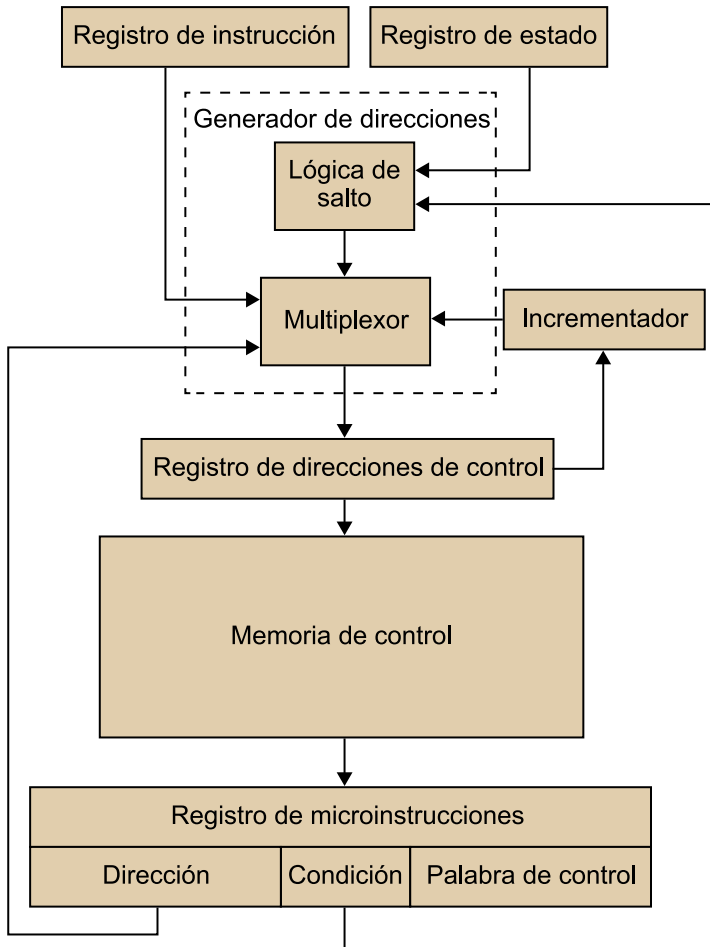 Registro de instrucción
Registro de estado
Generador de direcciones
Lógica de
salto
Multiplexor
Incrementador
Registro de direcciones de control
Memoria de control
Registro de microinstrucciones
Dirección
Condición
Palabra de control